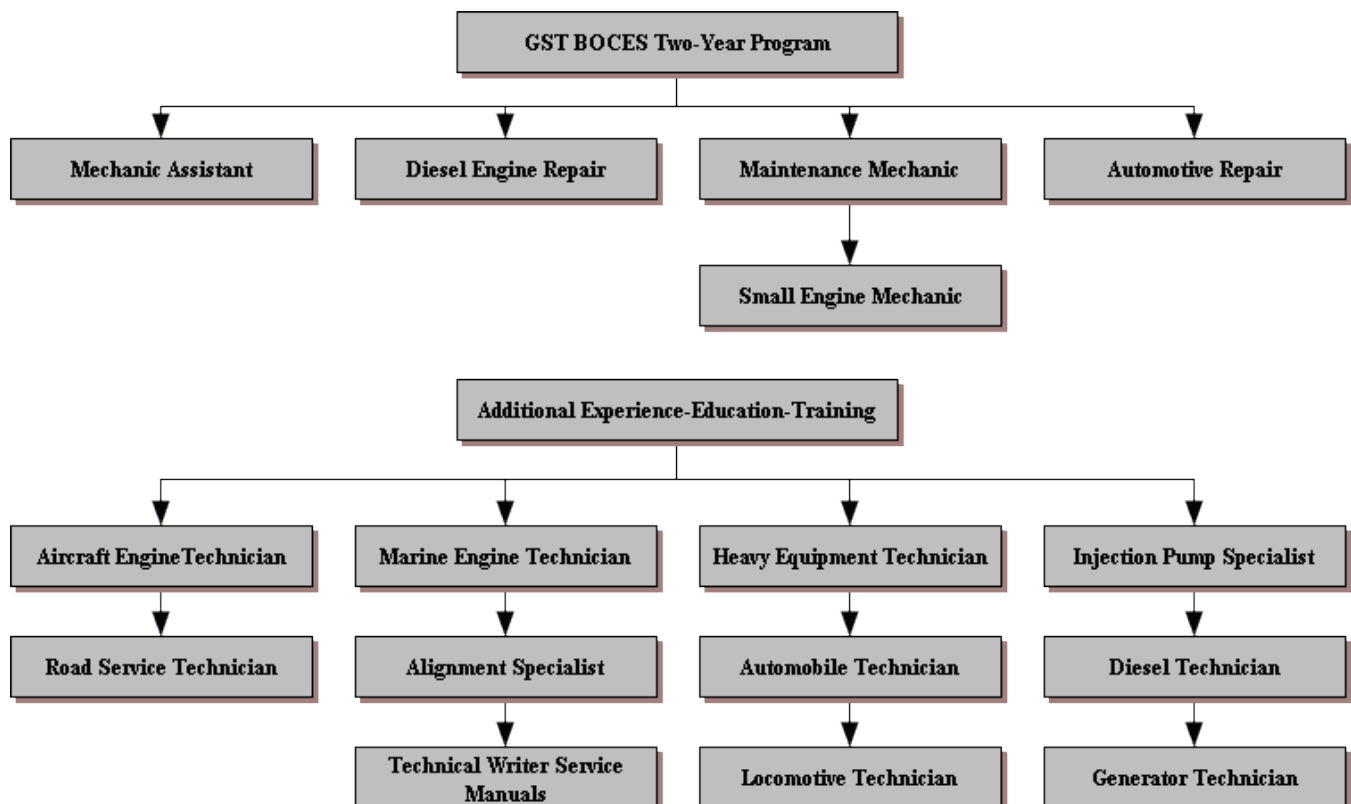 GST BOCES Two-Year Program
Mechanic Assistant
Diesel Engine Repair
Maintenance Mechanic
Automotive Repair
Small Engine Mechanic
Additional Experience-Education-Training
Aircraft EngineTechnician
Marine Engine Technician
Heavy Equipment Technician
Injection Pump Specialist
Road Service Technician
Alignment Specialist
Automobile Technician
Diesel Technician
Technical Writer Service
Manuals
Locomotive Technician
Generator Technician